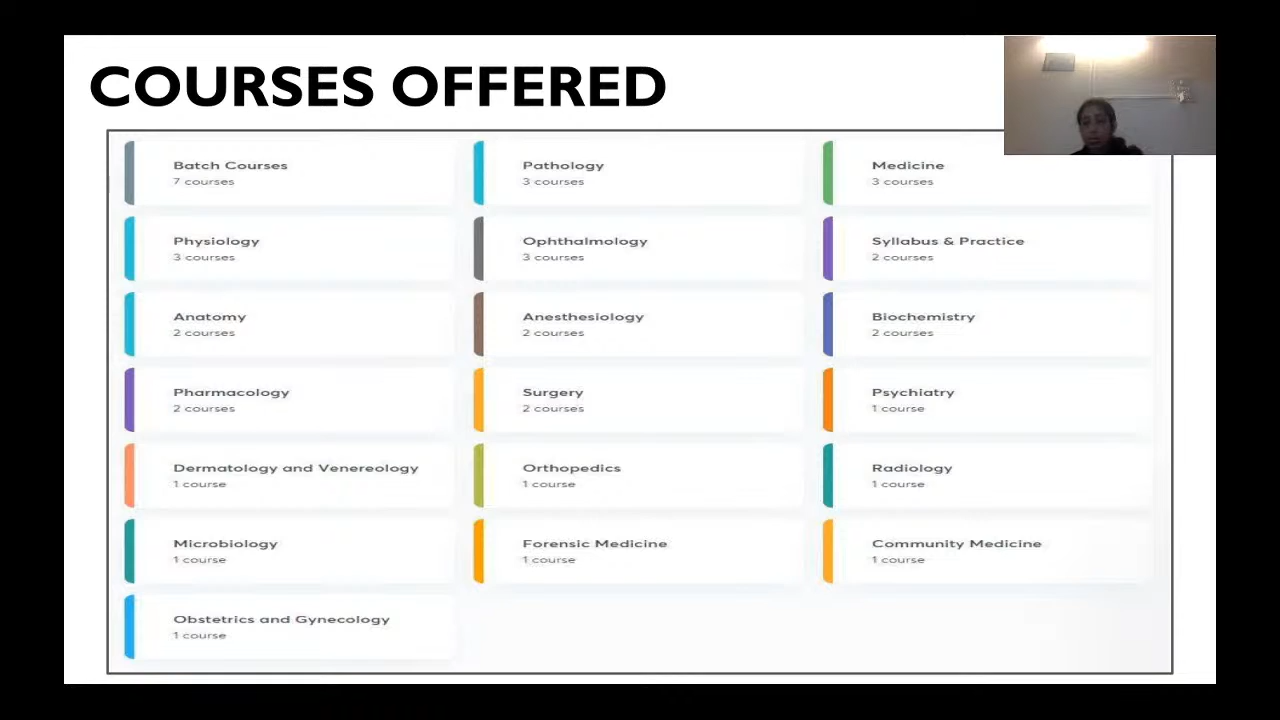 COURSES OFFERED
Batch Courses
7 courses
Pathology
3 courses
Medicine
3 courses
Physiology
3 courses
Ophthalmology
3 courses
Syllabus & Practice
2 courses
Anatomy
2 courses
Anesthesiology
2 courses
Biochemistry
2 courses
Pharmacology
2 courses
Surgery
2 courses
Psychiatry
1 course
Dermatology and Venereology
1 course
Orthopedics
1 course
Radiology
1 course
Microbiology
1 course
Forensic Medicine
1 course
Community Medicine
1 course
Obstetrics and Gynecology
1 course